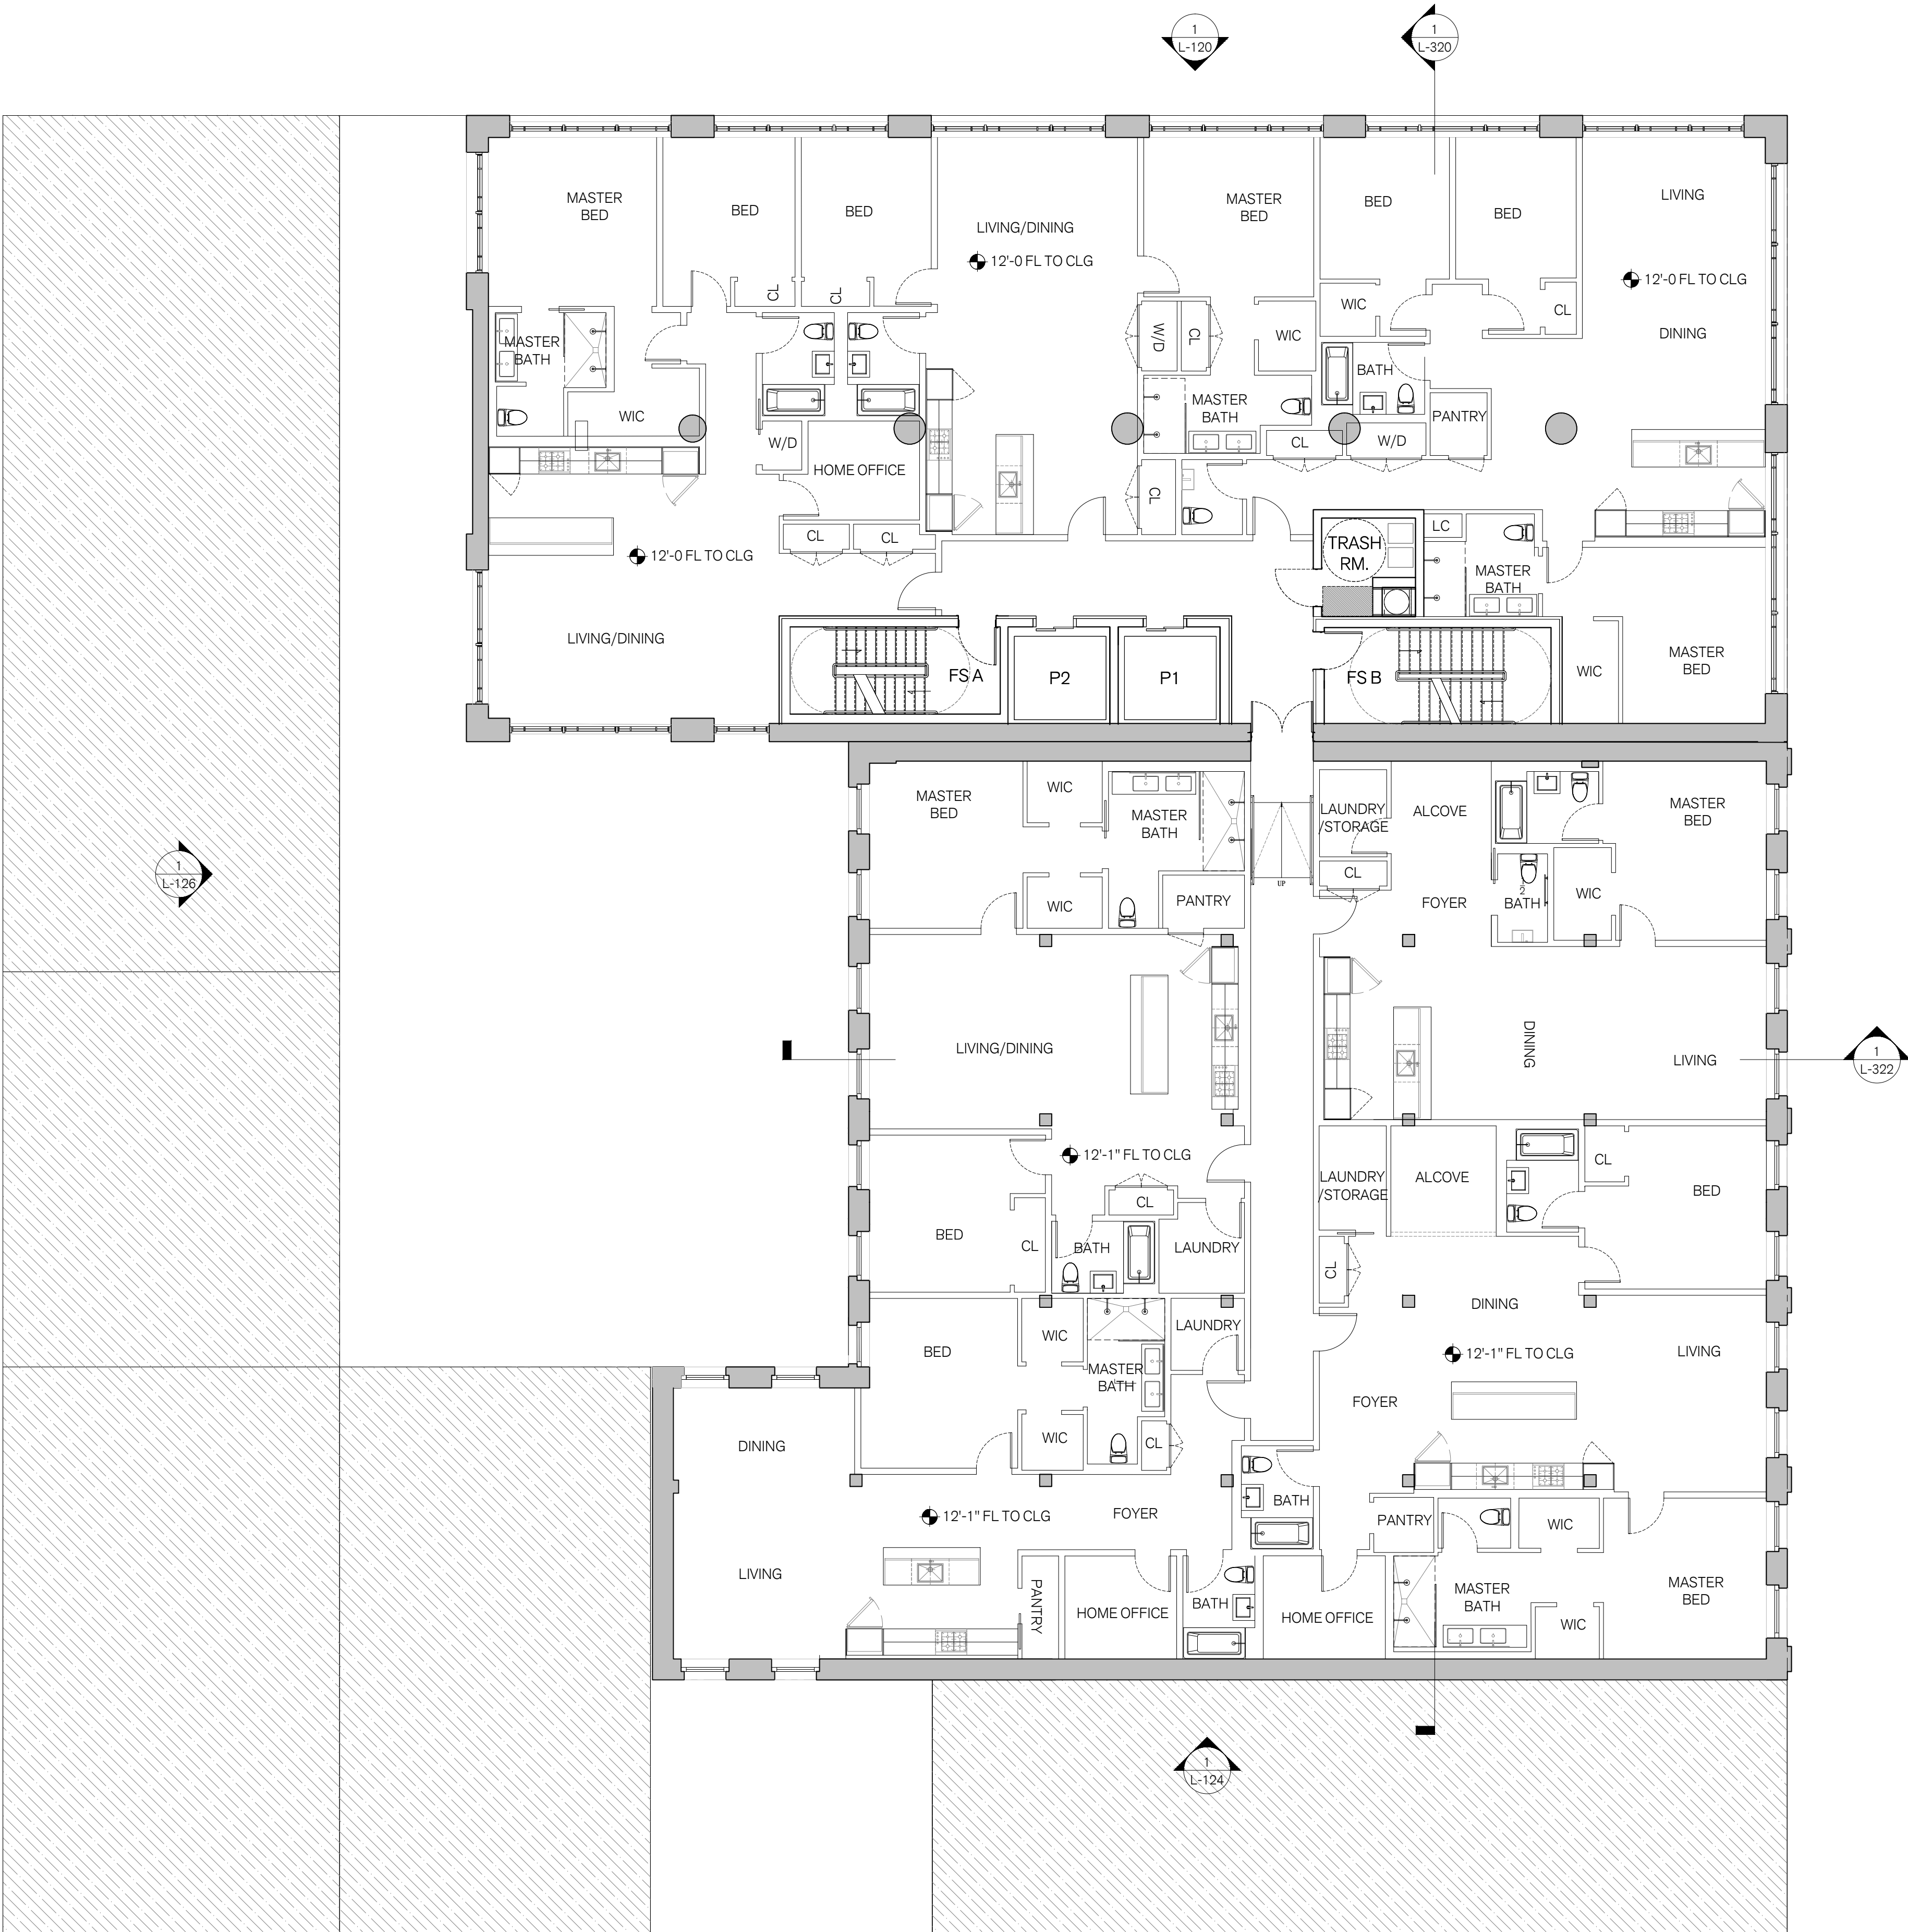 1
L-120
1
L-320
MASTER
BED
BED
BED
LIVING/DINING
12'-0 FL TO CLG
MASTER
BED
BED
BED
LIVING
12'-0 FL TO CLG
DINING
CL
CL
MASTER
BATH
WIC
W/D
HOME OFFICE
CL
CL
12'-0 FL TO CLG
LIVING/DINING
W/D
CL
WIC
WIC
CL
MASTER
BATH
BATH
PANTRY
CL
W/D
CL
TRASH
RM.
LC
MASTER
BATH
FS A
P2
P1
FS B
WIC
MASTER
BED
MASTER
BED
WIC
MASTER
BATH
WIC
PANTRY
UP
LAUNDRY
/STORAGE
ALCOVE
CL
FOYER
2
BATH
WIC
MASTER
BED
1
L-126
LIVING/DINING
DINING
LIVING
1
L-322
12'-1" FL TO CLG
CL
BED
CL
BATH
LAUNDRY
LAUNDRY
/STORAGE
ALCOVE
CL
BED
CL
DINING
12'-1" FL TO CLG
LIVING
FOYER
BED
WIC
LAUNDRY
MASTER
BATH
WIC
CL
DINING
12'-1" FL TO CLG
FOYER
BATH
PANTRY
WIC
LIVING
PANTRY
HOME OFFICE
BATH
HOME OFFICE
MASTER
BATH
WIC
MASTER
BED
1
L-124